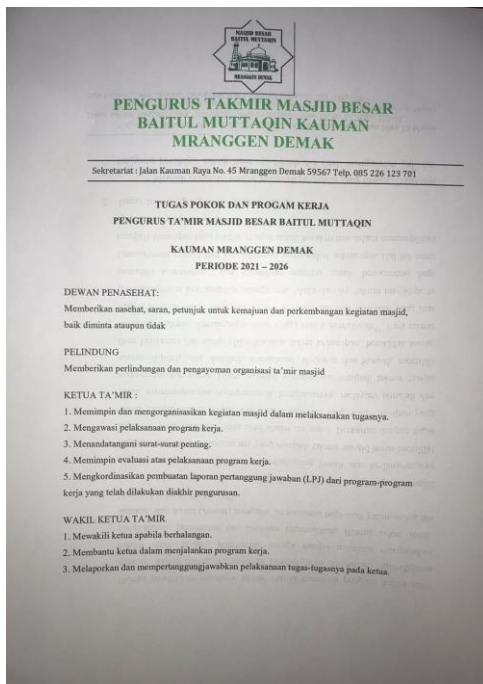 MASJID BESAR
BAITUL MUTTAQIN
MRANGGEN DEMAK
PENGURUS TAKMIR MASJID BESAR
BAITUL MUTTAQIN KAUMAN
MRANGGEN DEMAK
Sekretariat : Jalan Kauman Raya No. 45 Mranggen Demak 59567 Telp. 085 226 123 701
TUGAS POKOK DAN PROGAM KERJA
PENGURUS TA'MIR MASJID BESAR BAITUL MUTTAQIN
KAUMAN MRANGGEN DEMAK
PERIODE 2021 – 2026
DEWAN PENASEHAT:
Memberikan nasehat, saran, petunjuk untuk kemajuan dan perkembangan kegiatan masjid,
baik diminta ataupun tidak
PELINDUNG
Memberikan perlindungan dan pengayoman organisasi ta'mir masjid
KETUA TA'MIR :
1. Memimpin dan mengorganisasikan kegiatan masjid dalam melaksanakan tugasnya.
2. Mengawasi pelaksanaan program kerja.
3. Menandatangani surat-surat penting.
4. Memimpin evaluasi atas pelaksanaan program kerja.
5. Mengkordinasikan pembuatan laporan pertanggung jawaban (LPJ) dari program-program
kerja yang telah dilakukan diakhir pengurusan.
WAKIL KETUA TA'MIR
1. Mewakili ketua apabila berhalangan.
2. Membantu ketua dalam menjalankan program kerja.
3. Melaporkan dan mempertanggungjawabkan pelaksanaan tugas-tugasnya pada ketua.